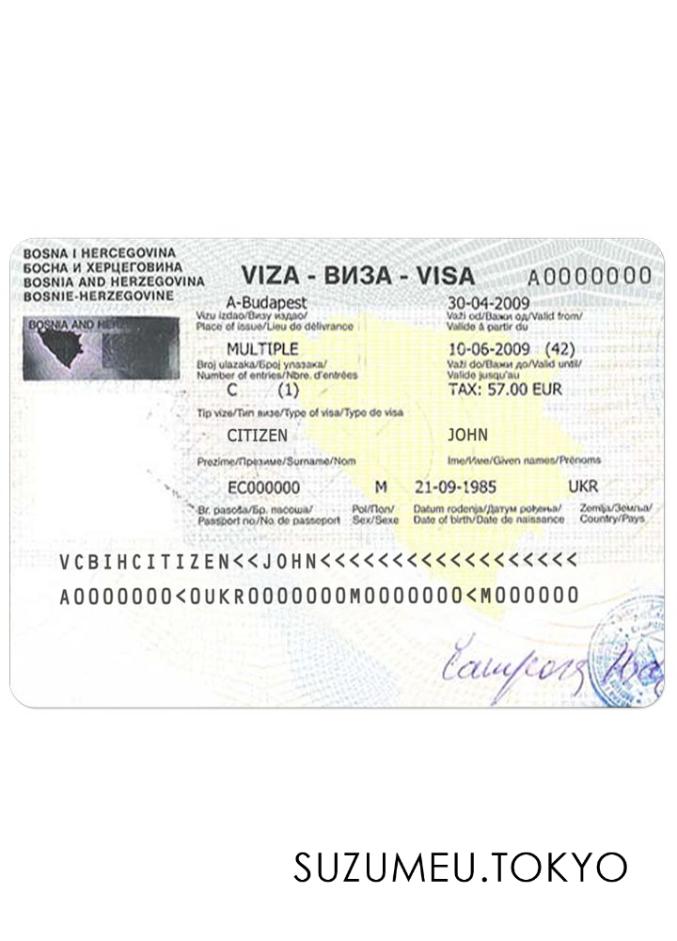 BOSNA I HERCEGOVINA
БОСНА И ХЕРЦЕГОВИНА
BOSNIA AND HERZEGOVINA
BOSNIE-HERZEGOVINE
VIZA - ВИЗА - VISA
A0000000
BOSNIA AND HER
A-Budapest
30-04-2009
Vizu izdao/Визу издао/
Place of issue/Lieu de délivrance
Važi od/Важи од/Valid from/
Valide à partir du
MULTIPLE
10-06-2009 (42)
Broj ulazaka/Број улазака/
Number of entries/Nbre. d'entrées
Važi do/Важи до/Valid until/
Valide jusqu'au
C (1)
TAX: 57.00 EUR
Tip vize/Тип визе/Type of visa/Type de visa
CITIZEN
JOHN
Prezime/Презиме/Surname/Nom
Ime/Име/Given names/Prénoms
EC000000
M
21-09-1985
UKR
Br. pasoša/Бр. пасоша/
Passport no/No. de passeport
Pol/Пол/
Sex/Sexe
Datum rođenja/Датум рођења/
Date of birth/Date de naissance
Zemlja/Земља/
Country/Pays
VCBIHCITIZEN<<JOHN<<<<<<<<<<<<<<<<<<
A0000000<0UKR0000000M0000000<M000000
SUZUMEU.TOKYO